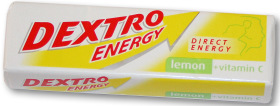 DEXTRO
ENERGY
DIRECT
ENERGY
lemon + vitamin C